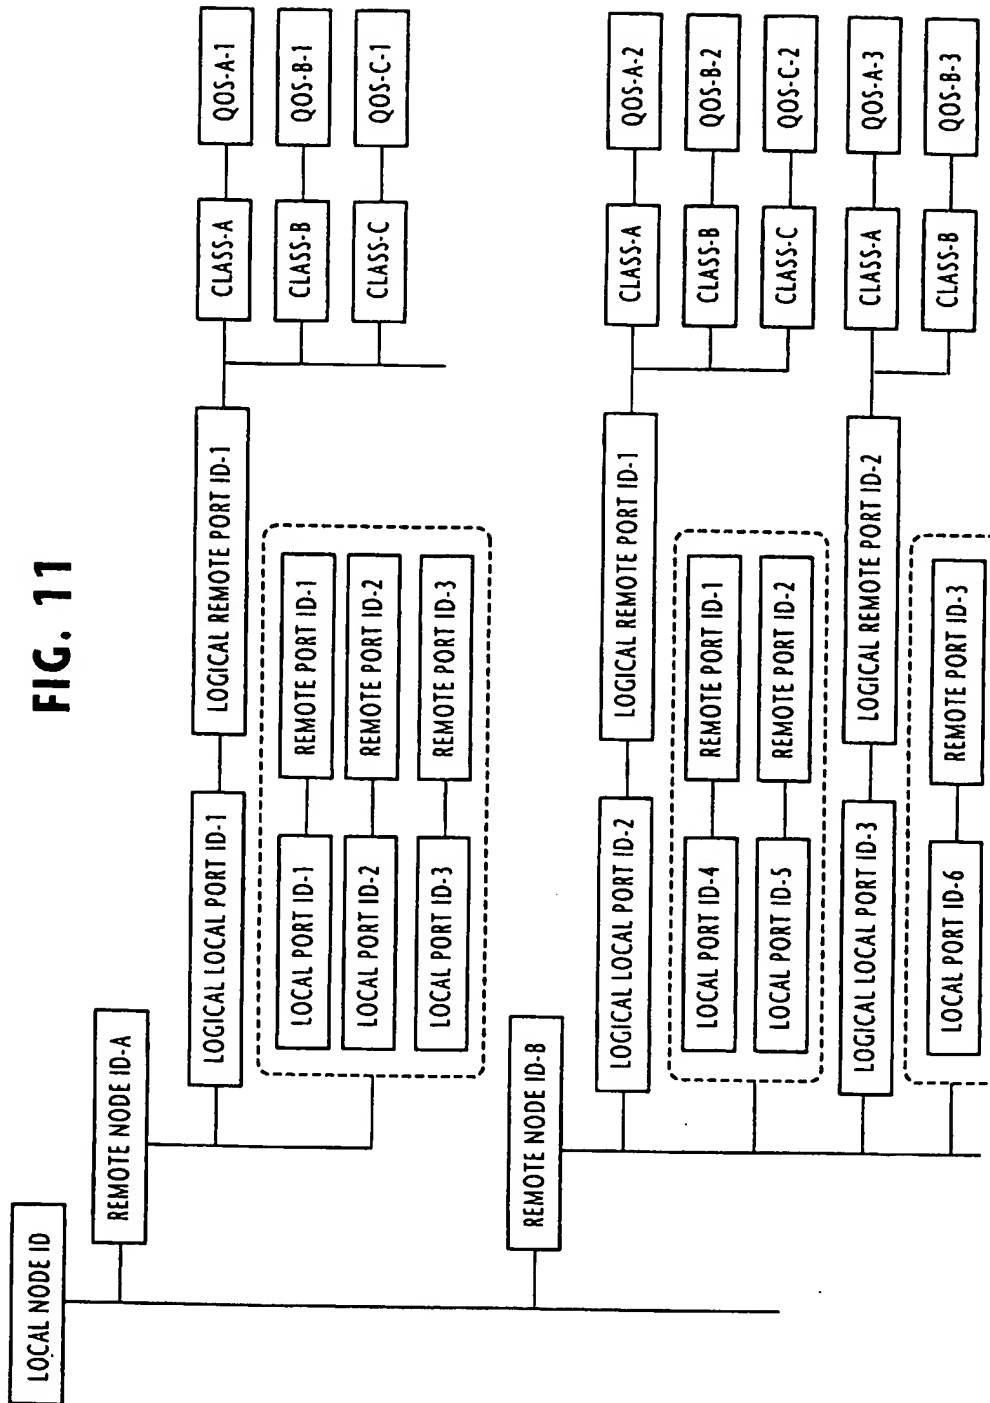 FIG. 11
LOCAL NODE ID
REMOTE NODE ID-A
LOGICAL LOCAL PORT ID-1
LOGICAL REMOTE PORT ID-1
CLASS-A
QOS-A-1
CLASS-B
QOS-B-1
CLASS-C
QOS-C-1
LOCAL PORT ID-1
REMOTE PORT ID-1
LOCAL PORT ID-2
REMOTE PORT ID-2
LOCAL PORT ID-3
REMOTE PORT ID-3
REMOTE NODE ID-B
LOGICAL LOCAL PORT ID-2
LOGICAL REMOTE PORT ID-1
CLASS-A
QOS-A-2
CLASS-B
QOS-B-2
CLASS-C
QOS-C-2
LOCAL PORT ID-4
REMOTE PORT ID-1
LOCAL PORT ID-5
REMOTE PORT ID-2
LOGICAL LOCAL PORT ID-3
LOGICAL REMOTE PORT ID-2
CLASS-A
QOS-A-3
CLASS-B
QOS-B-3
LOCAL PORT ID-6
REMOTE PORT ID-3